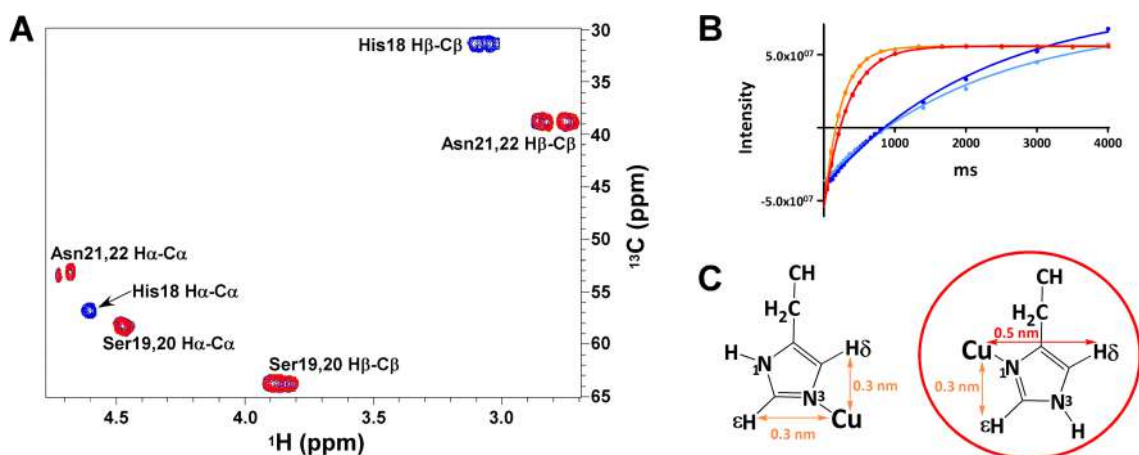 A
His18 Hβ-Cβ
Asn21,22 Hβ-Cβ
Asn21,22 Hα-Cα
His18 Hα-Cα
Ser19,20 Hα-Cα
Ser19,20 Hβ-Cβ
30
35
40
45
50
55
60
65
¹³C (ppm)
4.5 4.0 3.5 3.0
¹H (ppm)
B
5.0x10⁰⁷
-5.0x10⁰⁷
Intensity
1000 2000 3000 4000
ms
C
CH
H₂C
H
N
1
Hδ
0.3 nm
N³
εH
Cu
0.3 nm
CH
H₂C
0.5 nm
Cu
Hδ
N
1
0.3 nm
N³
εH
H